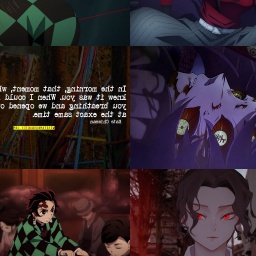 In the morning, that moment, w
knew it was you. When I could
you breathing and we opened o
at the exact same time.